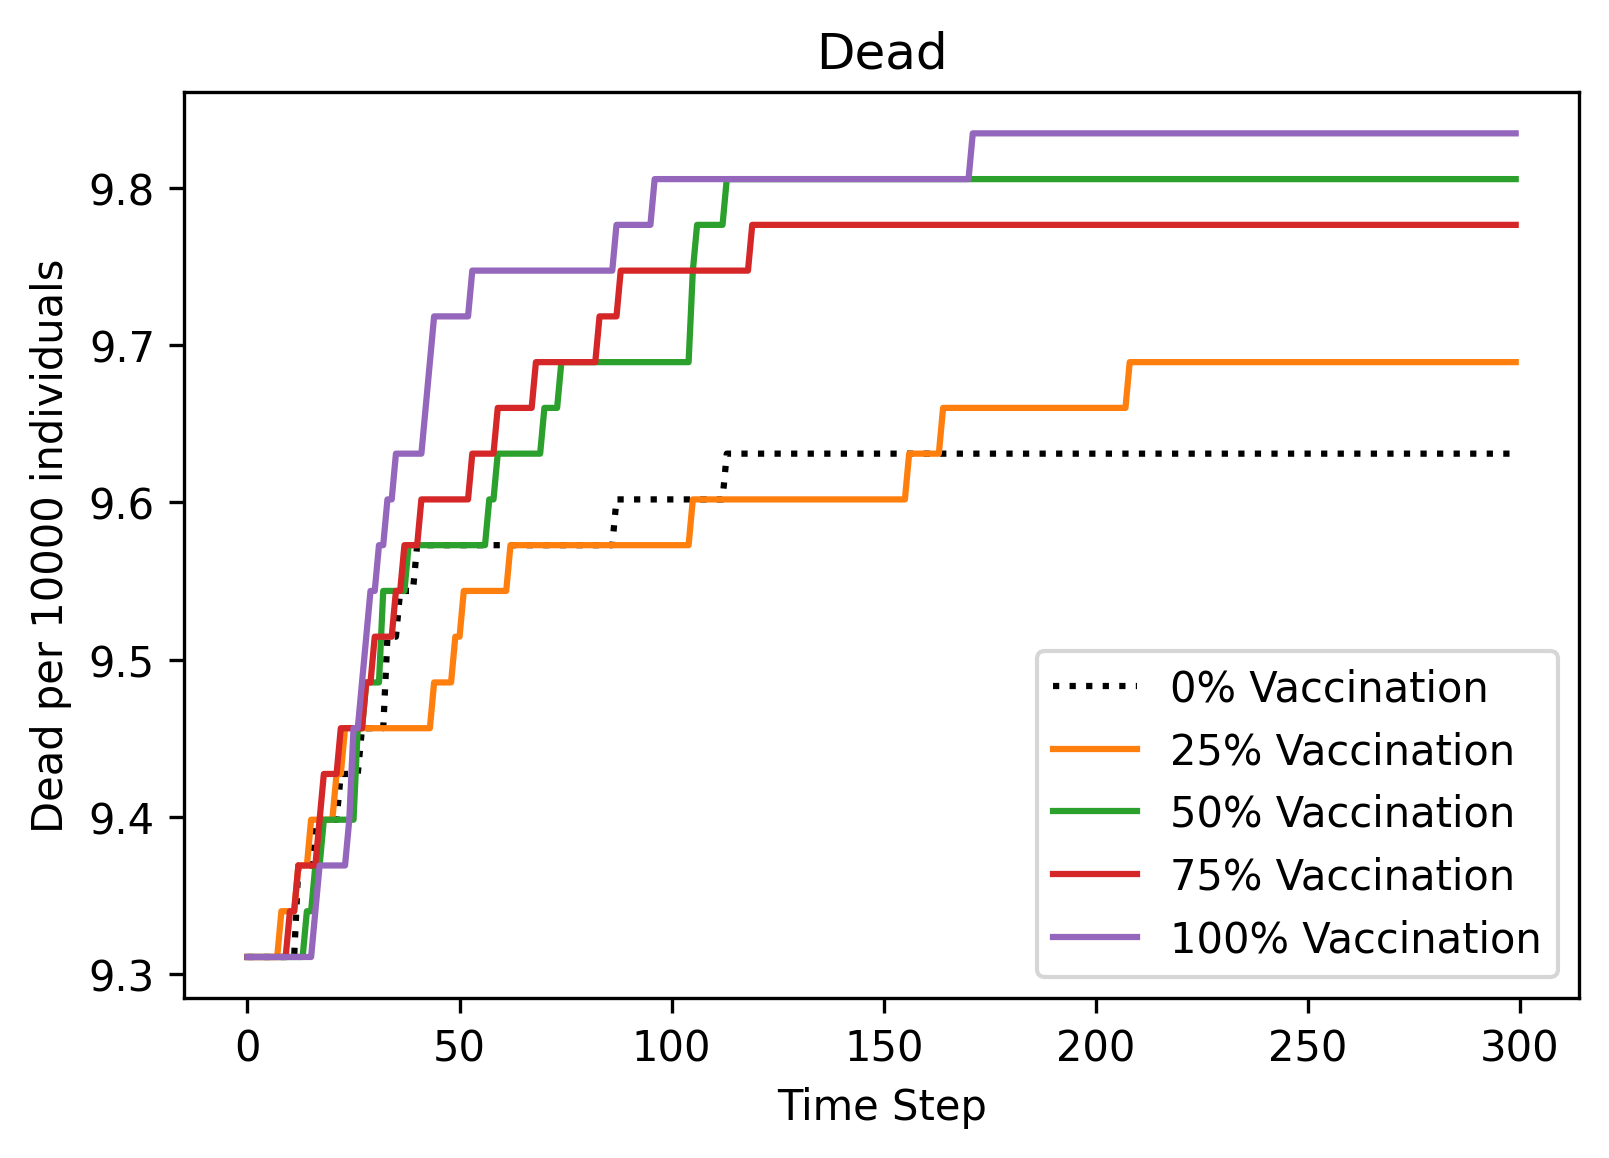 Dead
Dead per 10000 individuals
9.8
9.7
9.6
9.5
9.4
9.3
0% Vaccination
25% Vaccination
50% Vaccination
75% Vaccination
100% Vaccination
0 50 100 150 200 250 300
Time Step